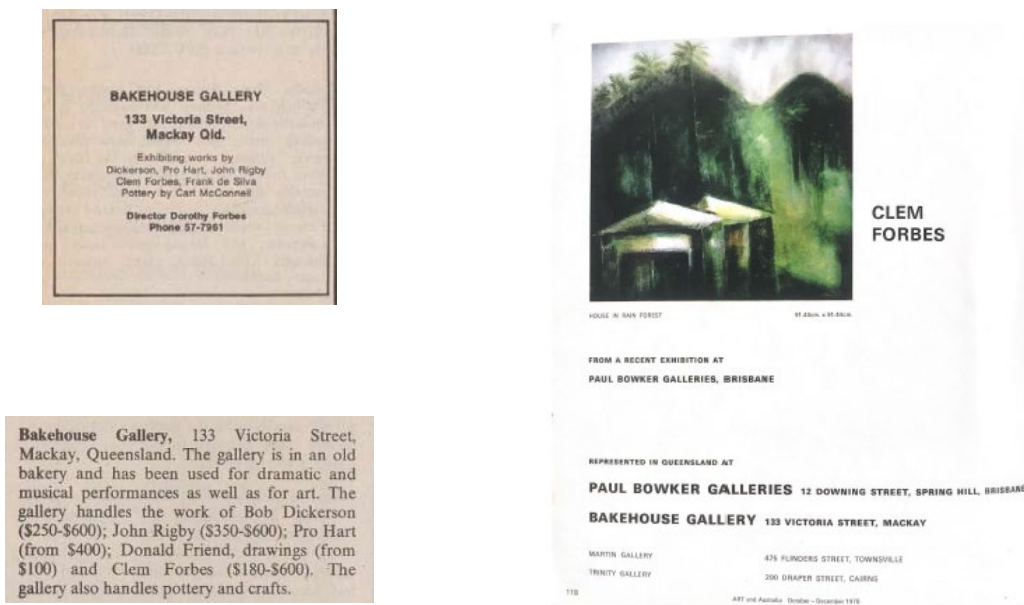 BAKEHOUSE GALLERY
133 Victoria Street,
Mackay Qld.
Exhibiting works by
Dickerson, Pro Hart, John Rigby
Clem Forbes, Frank de Silva
Pottery by Carl McConnell
Director Dorothy Forbes
Phone 57-7961
Bakehouse Gallery, 133 Victoria Street,
Mackay, Queensland. The gallery is in an old
bakery and has been used for dramatic and
musical performances as well as for art. The
gallery handles the work of Bob Dickerson
($250-$600); John Rigby ($350-$600); Pro Hart
(from $400); Donald Friend, drawings (from
$100) and Clem Forbes ($180-$600). The
gallery also handles pottery and crafts.
CLEM
FORBES
HOUSE IN RAIN FOREST 91.44cm x 91.44cm
FROM A RECENT EXHIBITION AT
PAUL BOWKER GALLERIES, BRISBANE
REPRESENTED IN QUEENSLAND AT
PAUL BOWKER GALLERIES 12 DOWNING STREET, SPRING HILL, BRISBANE
BAKEHOUSE GALLERY 133 VICTORIA STREET, MACKAY
MARTIN GALLERY 475 FLINDERS STREET, TOWNSVILLE
TRINITY GALLERY 200 DRAPER STREET, CAIRNS
118 ART and Australia October - December